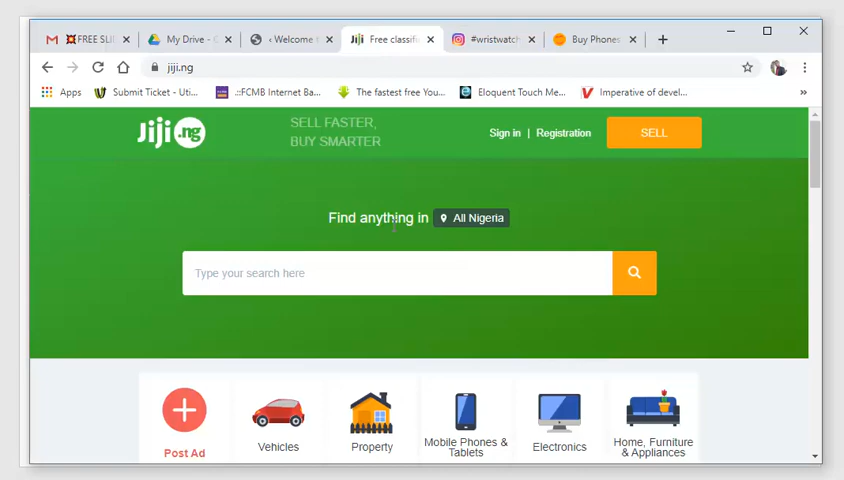 FREE SLI
My Drive - G
‹ Welcome
Free classif
#wristwatch
Buy Phones
jiji.ng
Apps
Submit Ticket - Uti...
.::FCMB Internet Ba...
The fastest free You...
Eloquent Touch Me...
Imperative of devel...
»
Jiji.ng
SELL FASTER,
BUY SMARTER
Sign in | Registration
SELL
Find anything in All Nigeria
Type your search here
Post Ad
Vehicles
Property
Mobile Phones &
Tablets
Electronics
Home, Furniture
& Appliances